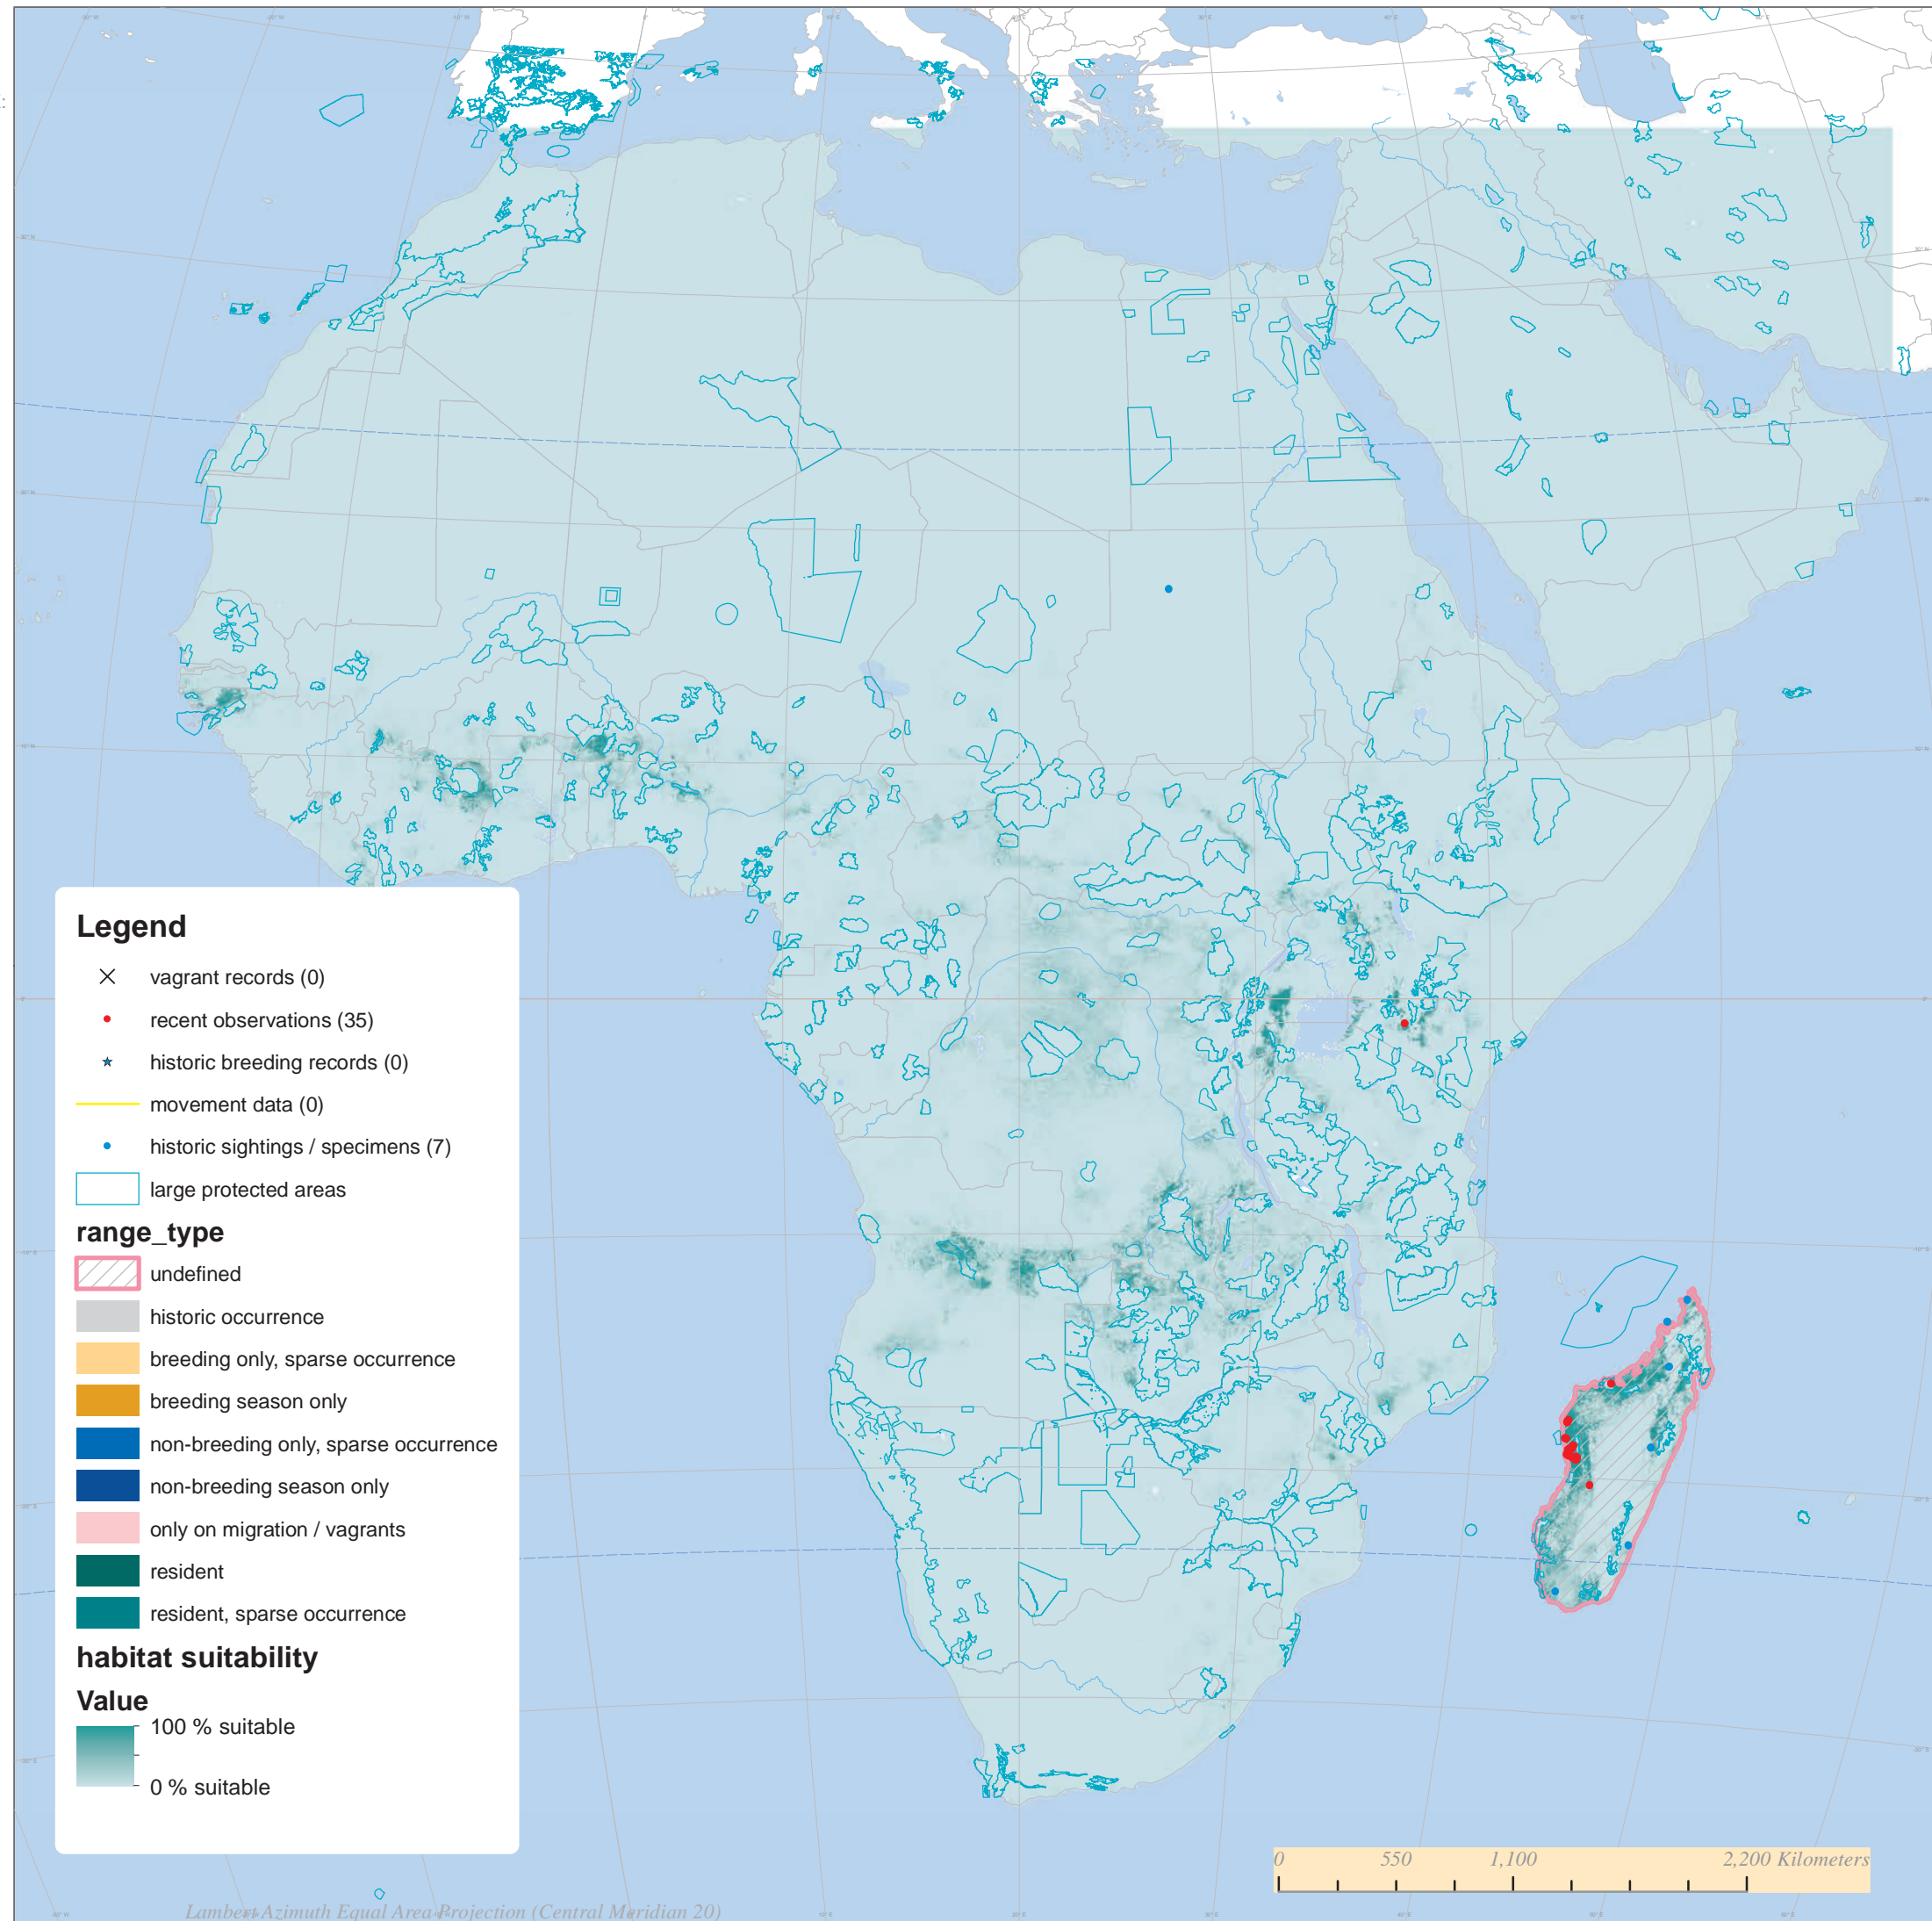 Legend
vagrant records (0)
recent observations (35)
historic breeding records (0)
movement data (0)
historic sightings / specimens (7)
large protected areas
range_type
undefined
historic occurrence
breeding only, sparse occurrence
breeding season only
non-breeding only, sparse occurrence
non-breeding season only
only on migration / vagrants
resident
resident, sparse occurrence
habitat suitability
Value
100 % suitable
0 % suitable
0 550 1,100 2,200 Kilometers
Lambert Azimuth Equal Area Projection (Central Meridian 20)